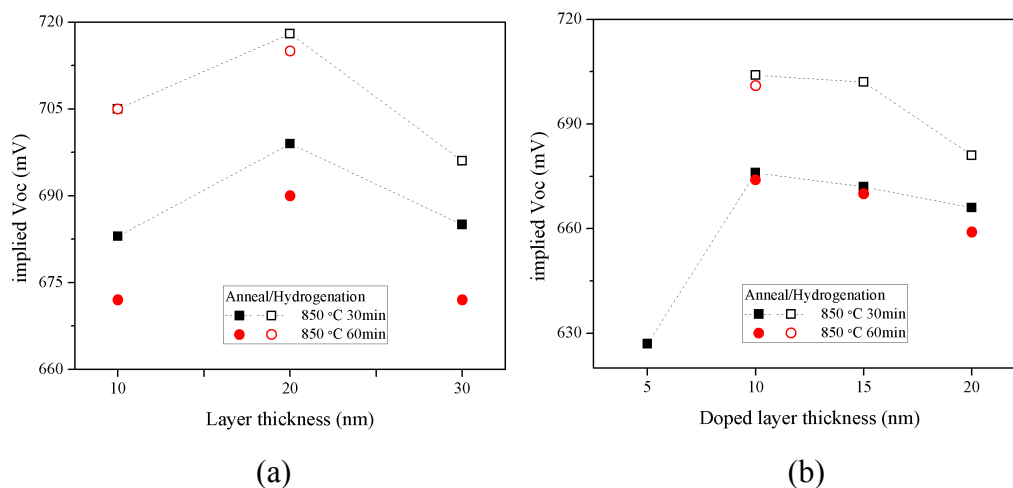 720
705
690
675
660
implied Voc (mV)
Anneal/Hydrogenation
850 °C 30min
850 °C 60min
10
20
30
Layer thickness (nm)
(a)
720
690
660
630
implied Voc (mV)
Anneal/Hydrogenation
850 °C 30min
850 °C 60min
5
10
15
20
Doped layer thickness (nm)
(b)